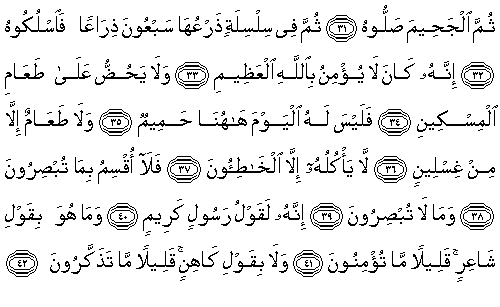 ثُمَّ ٱلْجَحِيمَ صَلُّوهُ ٣١ ثُمَّ فِى سِلْسِلَةٍ ذَرْعُهَا سَبْعُونَ ذِرَاعًا فَٱسْلُكُوهُ
٣٢ إِنَّهُۥ كَانَ لَا يُؤْمِنُ بِٱللَّهِ ٱلْعَظِيمِ ٣٣ وَلَا يَحُضُّ عَلَىٰ طَعَامِ
ٱلْمِسْكِينِ ٣٤ فَلَيْسَ لَهُ ٱلْيَوْمَ هَـٰهُنَا حَمِيمٌ ٣٥ وَلَا طَعَامٌ إِلَّا
مِنْ غِسْلِينٍ ٣٦ لَّا يَأْكُلُهُۥٓ إِلَّا ٱلْخَـٰطِـُٔونَ ٣٧ فَلَآ أُقْسِمُ بِمَا تُبْصِرُونَ
٣٨ وَمَا لَا تُبْصِرُونَ ٣٩ إِنَّهُۥ لَقَوْلُ رَسُولٍ كَرِيمٍ ٤٠ وَمَا هُوَ بِقَوْلِ
شَاعِرٍ ۚ قَلِيلًا مَّا تُؤْمِنُونَ ٤١ وَلَا بِقَوْلِ كَاهِنٍ ۚ قَلِيلًا مَّا تَذَكَّرُونَ ٤٢